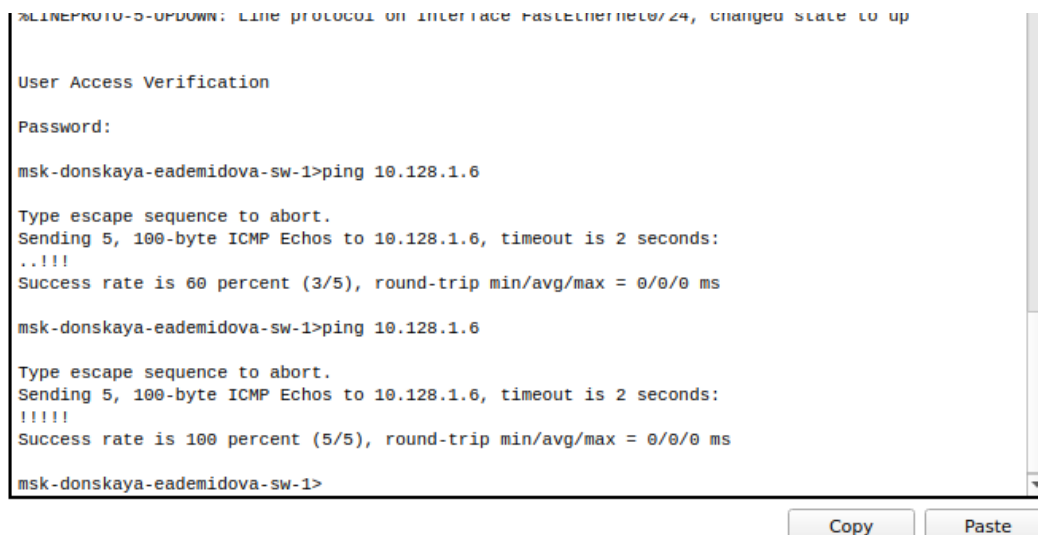 %LINEPROTO-5-UPDOWN: Line protocol on Interface FastEthernet0/24, changed state to up
User Access Verification
Password:
msk-donskaya-eademidova-sw-1>ping 10.128.1.6
Type escape sequence to abort.
Sending 5, 100-byte ICMP Echos to 10.128.1.6, timeout is 2 seconds:
..!!!
Success rate is 60 percent (3/5), round-trip min/avg/max = 0/0/0 ms
msk-donskaya-eademidova-sw-1>ping 10.128.1.6
Type escape sequence to abort.
Sending 5, 100-byte ICMP Echos to 10.128.1.6, timeout is 2 seconds:
!!!!!
Success rate is 100 percent (5/5), round-trip min/avg/max = 0/0/0 ms
msk-donskaya-eademidova-sw-1>
Copy Paste